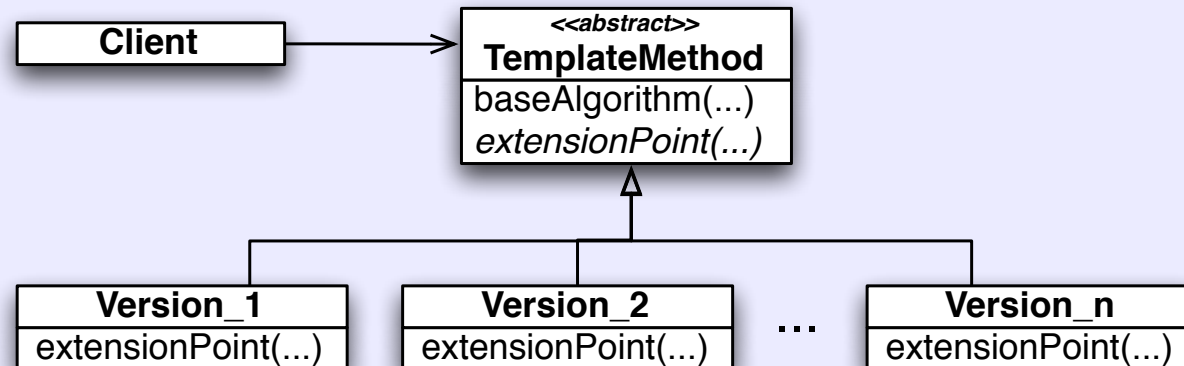 Client
<<abstract>>
TemplateMethod
baseAlgorithm(...)
extensionPoint(...)
Version_1
extensionPoint(...)
Version_2
extensionPoint(...)
...
Version_n
extensionPoint(...)